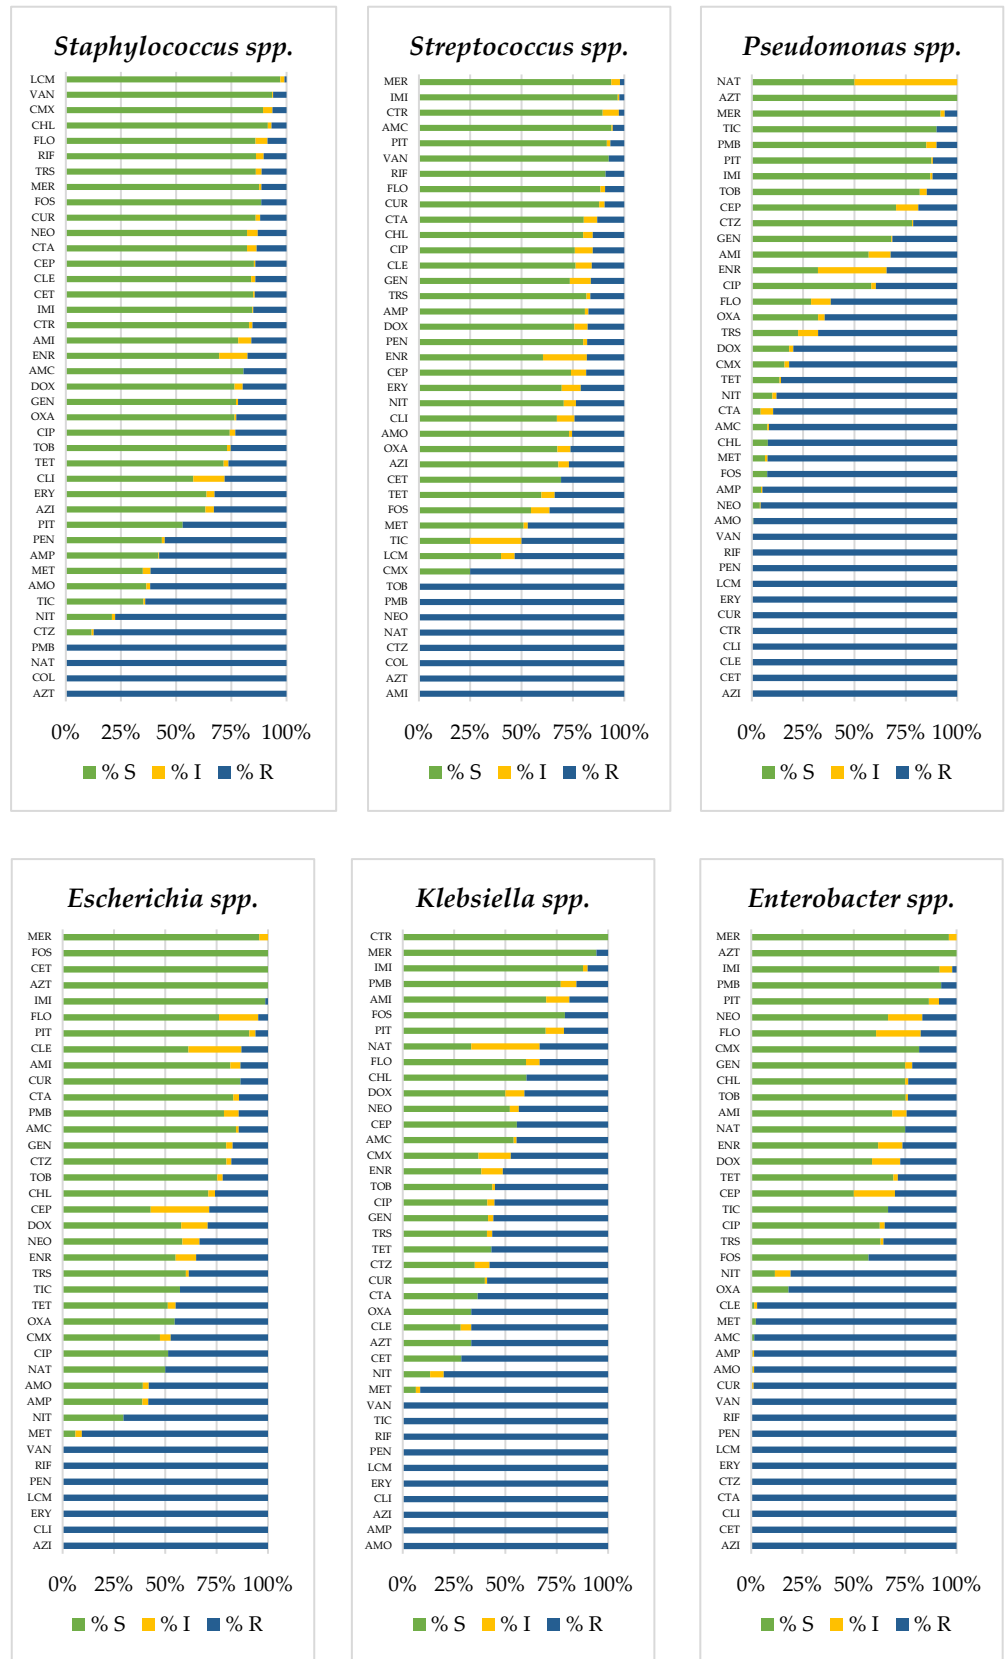 Staphylococcus spp.
LCM
VAN
CMX
CHL
FLO
RIF
TRS
MER
FOS
CUR
NEO
CTA
CEP
CLE
CET
IMI
CTR
AMI
ENR
AMC
DOX
GEN
OXA
CIP
TOB
TET
CLI
ERY
AZI
PIT
PEN
AMP
MET
AMO
TIC
NIT
CTZ
PMB
NAT
COL
AZT
0% 25% 50% 75% 100%
% S % I % R
Streptococcus spp.
MER
IMI
CTR
AMC
PIT
VAN
RIF
FLO
CUR
CTA
CHL
CIP
CLE
GEN
TRS
AMP
DOX
PEN
ENR
CEP
ERY
NIT
CLI
AMO
OXA
AZI
CET
TET
FOS
MET
TIC
LCM
CMX
TOB
PMB
NEO
NAT
CTZ
COL
AZT
AMI
0% 25% 50% 75% 100%
% S % I % R
Pseudomonas spp.
NAT
AZT
MER
TIC
PMB
PIT
IMI
TOB
CEP
CTZ
GEN
AMI
ENR
CIP
FLO
OXA
TRS
DOX
CMX
TET
NIT
CTA
AMC
CHL
MET
FOS
AMP
NEO
AMO
VAN
RIF
PEN
LCM
ERY
CUR
CTR
CLI
CLE
CET
AZI
0% 25% 50% 75% 100%
% S % I % R
Escherichia spp.
MER
FOS
CET
AZT
IMI
FLO
PIT
CLE
AMI
CUR
CTA
PMB
AMC
GEN
CTZ
TOB
CHL
CEP
DOX
NEO
ENR
TRS
TIC
TET
OXA
CMX
CIP
NAT
AMO
AMP
NIT
MET
VAN
RIF
PEN
LCM
ERY
CLI
AZI
0% 25% 50% 75% 100%
% S % I % R
Klebsiella spp.
CTR
MER
IMI
PMB
AMI
FOS
PIT
NAT
FLO
CHL
DOX
NEO
CEP
AMC
CMX
ENR
TOB
CIP
GEN
TRS
TET
CTZ
CUR
CTA
OXA
CLE
AZT
CET
NIT
MET
VAN
TIC
RIF
PEN
LCM
ERY
CLI
AZI
AMP
AMO
0% 25% 50% 75% 100%
% S % I % R
Enterobacter spp.
MER
AZT
IMI
PMB
PIT
NEO
FLO
CMX
GEN
CHL
TOB
AMI
NAT
ENR
DOX
TET
CEP
TIC
CIP
TRS
FOS
NIT
OXA
CLE
MET
AMC
AMP
AMO
CUR
VAN
RIF
PEN
LCM
ERY
CTZ
CTA
CLI
CET
AZI
0% 25% 50% 75% 100%
% S % I % R